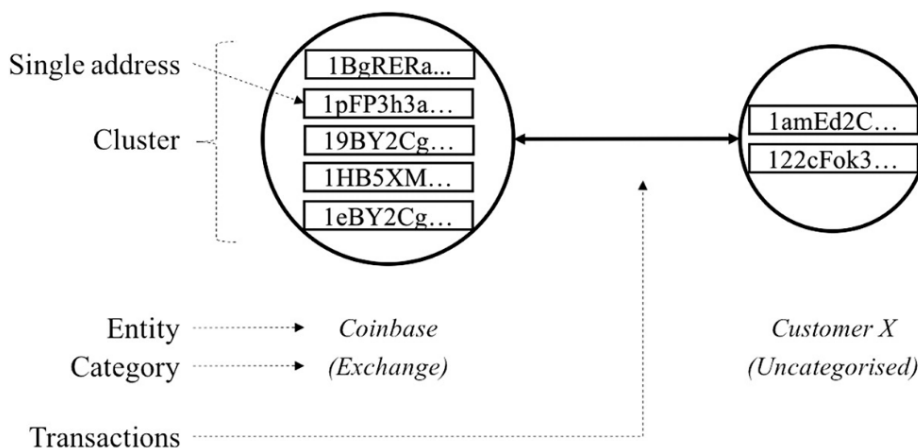 1BgRERa...
Single address
1pFP3h3a...
Cluster
19BY2Cg...
1amEd2C...
1HB5XM...
122cFok3...
1eBY2Cg...
Entity
Coinbase
Customer X
Category
(Exchange)
(Uncategorised)
Transactions